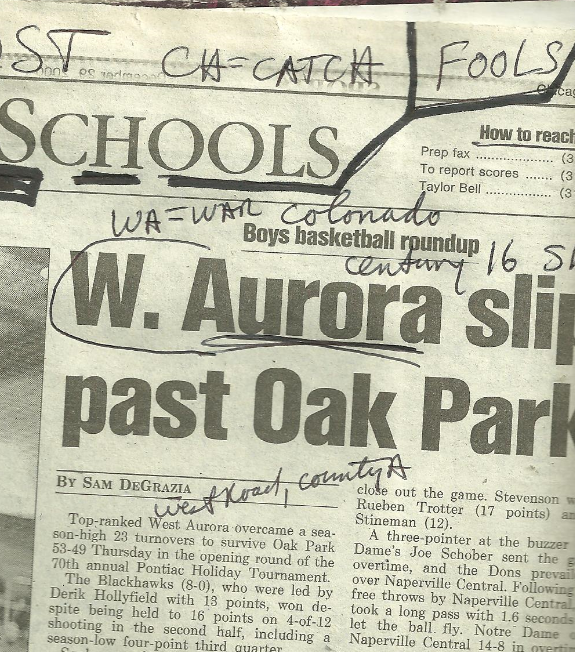 ST CH=CATCH FOOLS
SCHOOLS
How to reach
Prep fax .................... (3
To report scores ....... (3
Taylor Bell ................. (3
WA=WAR Colorado
Boys basketball roundup
century 16
W. Aurora slip
past Oak Park
By Sam DeGrazia
West Road, County A
Top-ranked West Aurora overcame a sea-
son-high 23 turnovers to survive Oak Park
53-49 Thursday in the opening round of the
70th annual Pontiac Holiday Tournament.
The Blackhawks (8-0), who were led by
Derik Hollyfield with 13 points, won de-
spite being held to 16 points on 4-of-12
shooting in the second half, including a
season-low four-point third quarter.
close out the game. Stevenson w
Rueben Trotter (17 points) an
Stineman (12).
A three-pointer at the buzzer
Dame's Joe Schober sent the g
overtime, and the Dons prevail
over Naperville Central. Following
free throws by Naperville Central,
took a long pass with 1.6 seconds
let the ball fly. Notre Dame o
Naperville Central 14-8 in overtim